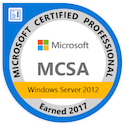 MICROSOFT CERTIFIED PROFESSIONAL
Microsoft
MCSA
Windows Server 2012
Earned 2017